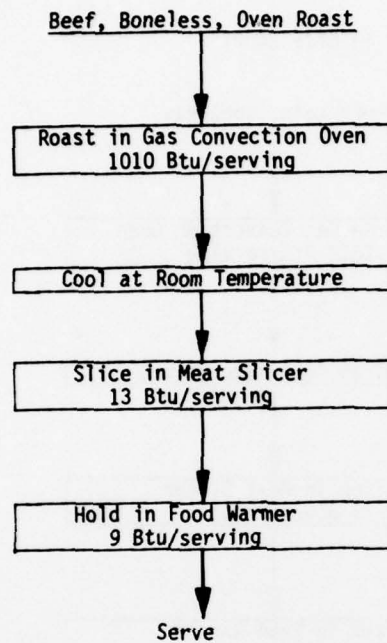 Beef, Boneless, Oven Roast
Roast in Gas Convection Oven
1010 Btu/serving
Cool at Room Temperature
Slice in Meat Slicer
13 Btu/serving
Hold in Food Warmer
9 Btu/serving
Serve